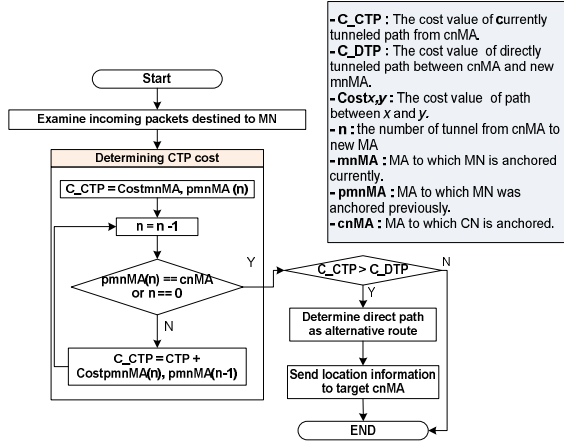 Start
Examine incoming packets destined to MN
Determining CTP cost
C_CTP = CostmnMA, pmnMA (n)
n = n -1
pmnMA(n) == cnMA
or n == 0
Y
N
C_CTP = CTP +
CostpmnMA(n), pmnMA(n-1)
C_CTP > C_DTP
N
Y
Determine direct path
as alternative route
Send location information
to target cnMA
END
- C_CTP : The cost value of currently
tunneled path from cnMA.
- C_DTP : The cost value of directly
tunneled path between cnMA and new
mnMA.
- Costx,y : The cost value of path
between x and y.
- n : the number of tunnel from cnMA to
new MA
- mnMA : MA to which MN is anchored
currently.
- pmnMA : MA to which MN was
anchored previously.
- cnMA : MA to which CN is anchored.